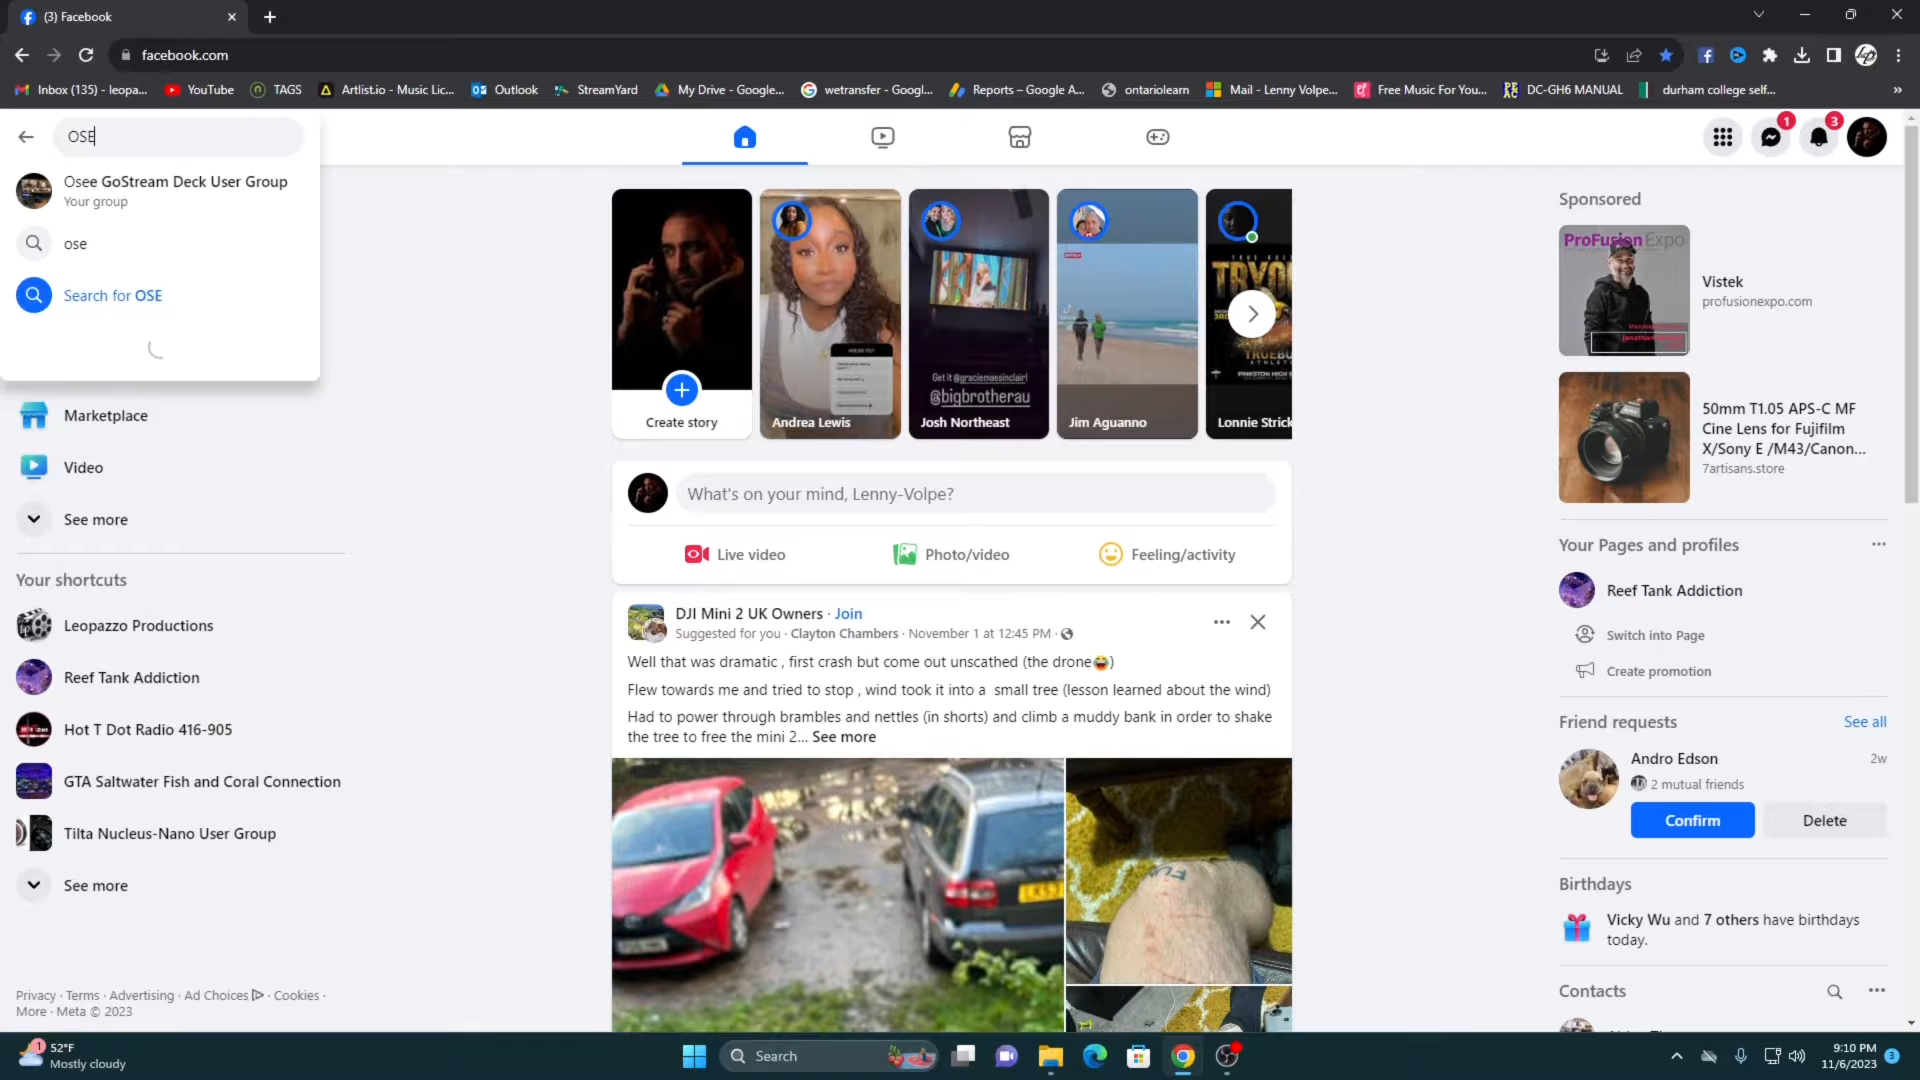 (3) Facebook
facebook.com
Inbox (135) - leopa...
YouTube
TAGS
Artlist.io - Music Lic...
Outlook
StreamYard
My Drive - Google...
wetransfer - Googl...
Reports – Google A...
ontariolearn
Mail - Lenny Volpe...
Free Music For You...
DC-GH6 MANUAL
durham college self...
OSE
1
3
Osee GoStream Deck User Group
Your group
ose
Search for OSE
Marketplace
Video
See more
Your shortcuts
Leopazzo Productions
Reef Tank Addiction
Hot T Dot Radio 416-905
GTA Saltwater Fish and Coral Connection
Tilta Nucleus-Nano User Group
See more
Privacy · Terms · Advertising · Ad Choices · Cookies ·
More · Meta © 2023
Create story
Andrea Lewis
Get it @graciemaesinclair!
@bigbrotherau
Josh Northeast
Jim Aguanno
Lonnie Strick
What's on your mind, Lenny-Volpe?
Live video
Photo/video
Feeling/activity
DJI Mini 2 UK Owners · Join
Suggested for you · Clayton Chambers · November 1 at 12:45 PM ·
Well that was dramatic , first crash but come out unscathed (the drone😂)
Flew towards me and tried to stop , wind took it into a small tree (lesson learned about the wind)
Had to power through brambles and nettles (in shorts) and climb a muddy bank in order to shake
the tree to free the mini 2... See more
Sponsored
ProFusion Expo
Vistek
profusionexpo.com
50mm T1.05 APS-C MF
Cine Lens for Fujifilm
X/Sony E /M43/Canon...
7artisans.store
Your Pages and profiles
Reef Tank Addiction
Switch into Page
Create promotion
Friend requests
See all
Andro Edson
2w
2 mutual friends
Confirm
Delete
Birthdays
Vicky Wu and 7 others have birthdays
today.
Contacts
1
52°F
Mostly cloudy
Search
9:10 PM
11/6/2023
3